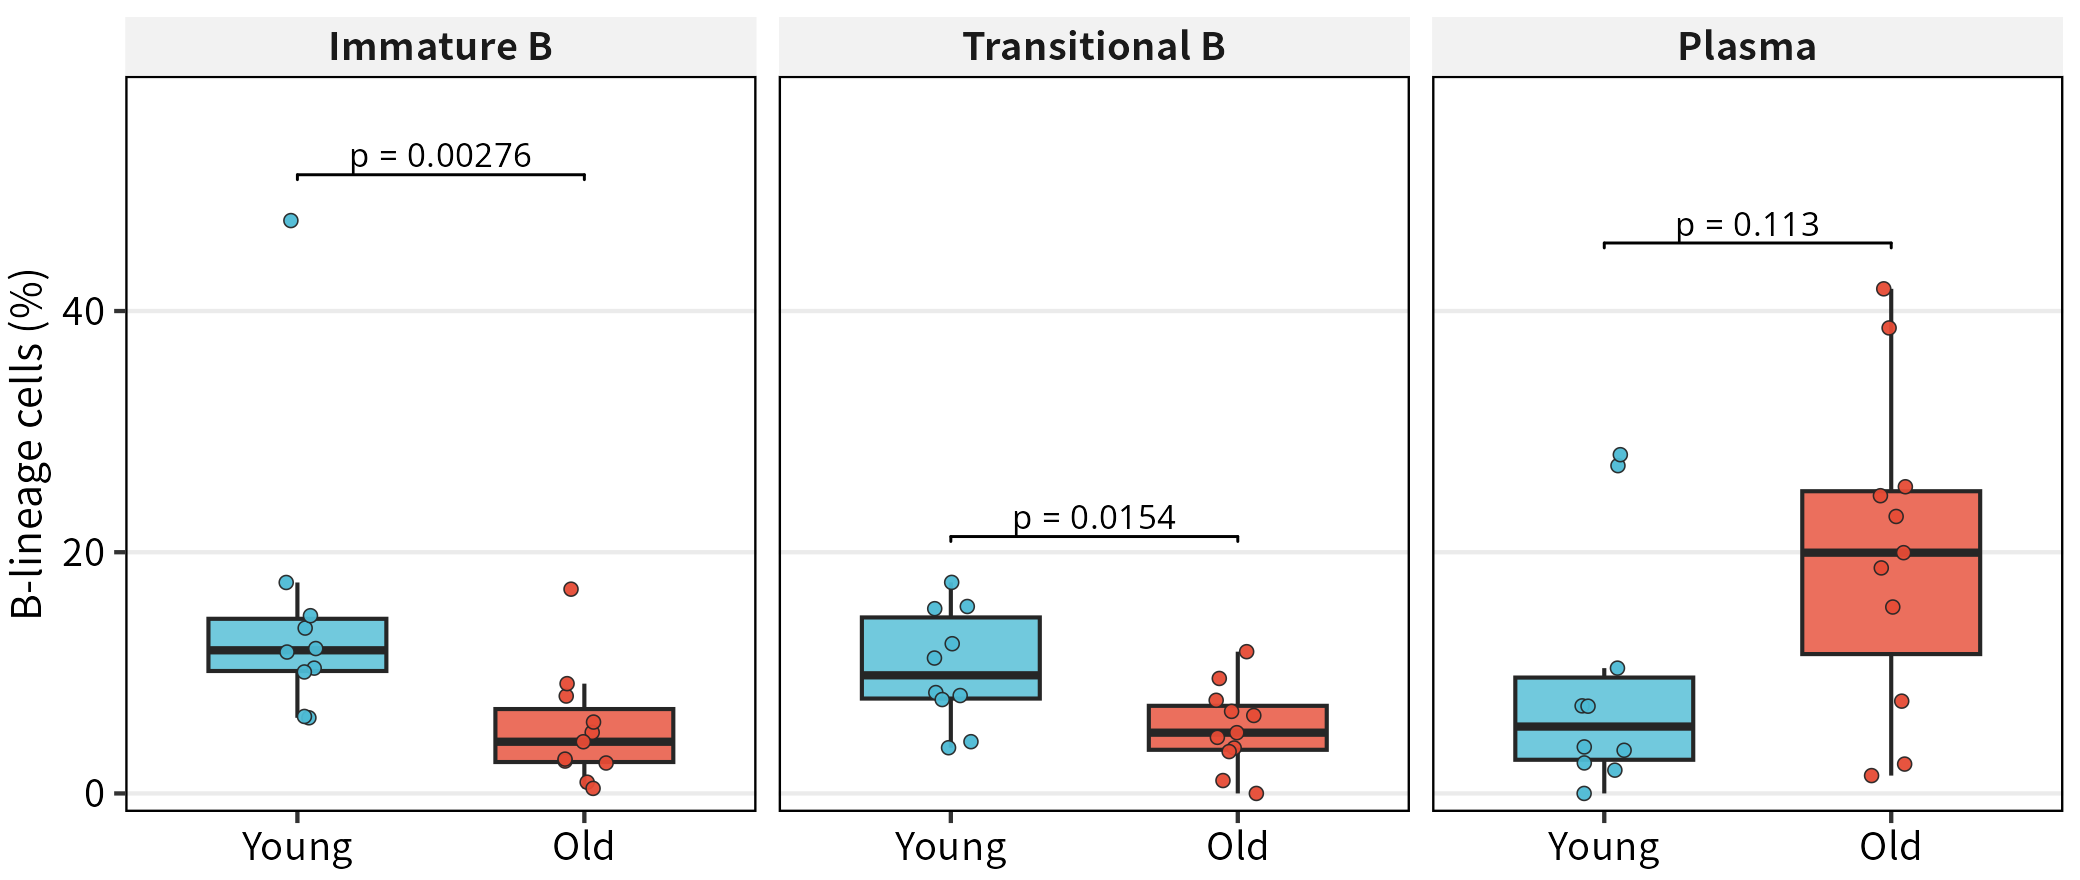 Immature B
Transitional B
Plasma
p = 0.00276
p = 0.0154
p = 0.113
B-lineage cells (%)
40
20
0
Young
Old
Young
Old
Young
Old